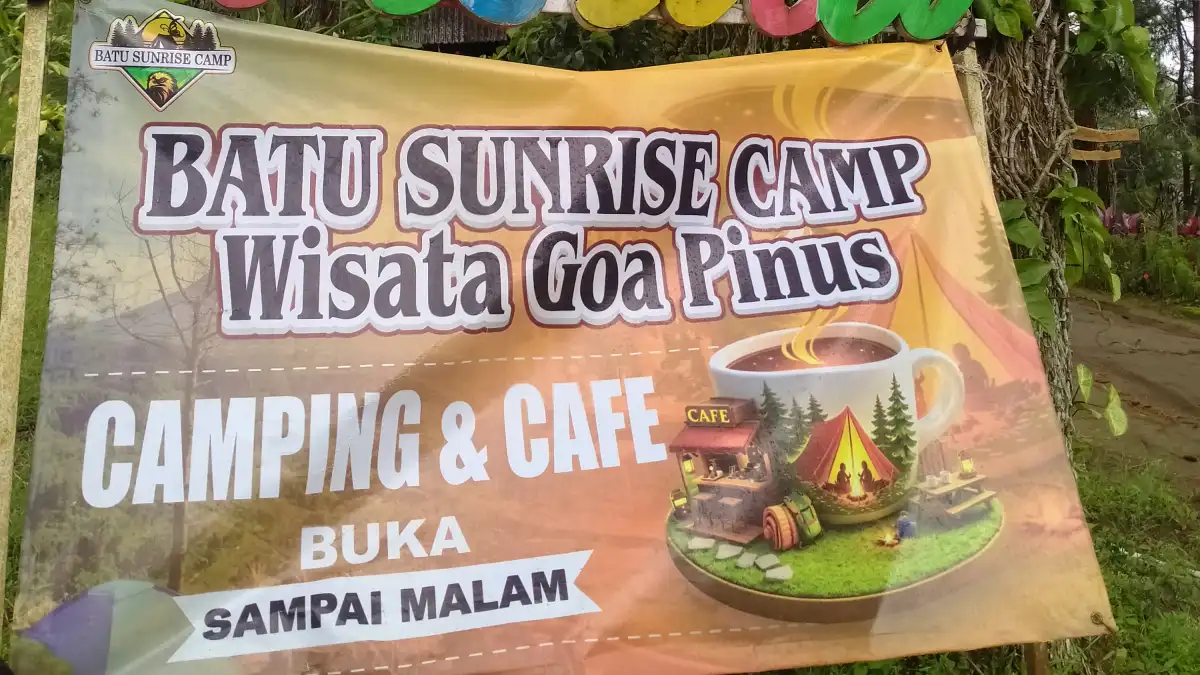 BATU SUNRISE CAMP
BATU SUNRISE CAMP
Wisata Goa Pinus
CAMPING & CAFE
CAFE
BUKA
SAMPAI MALAM